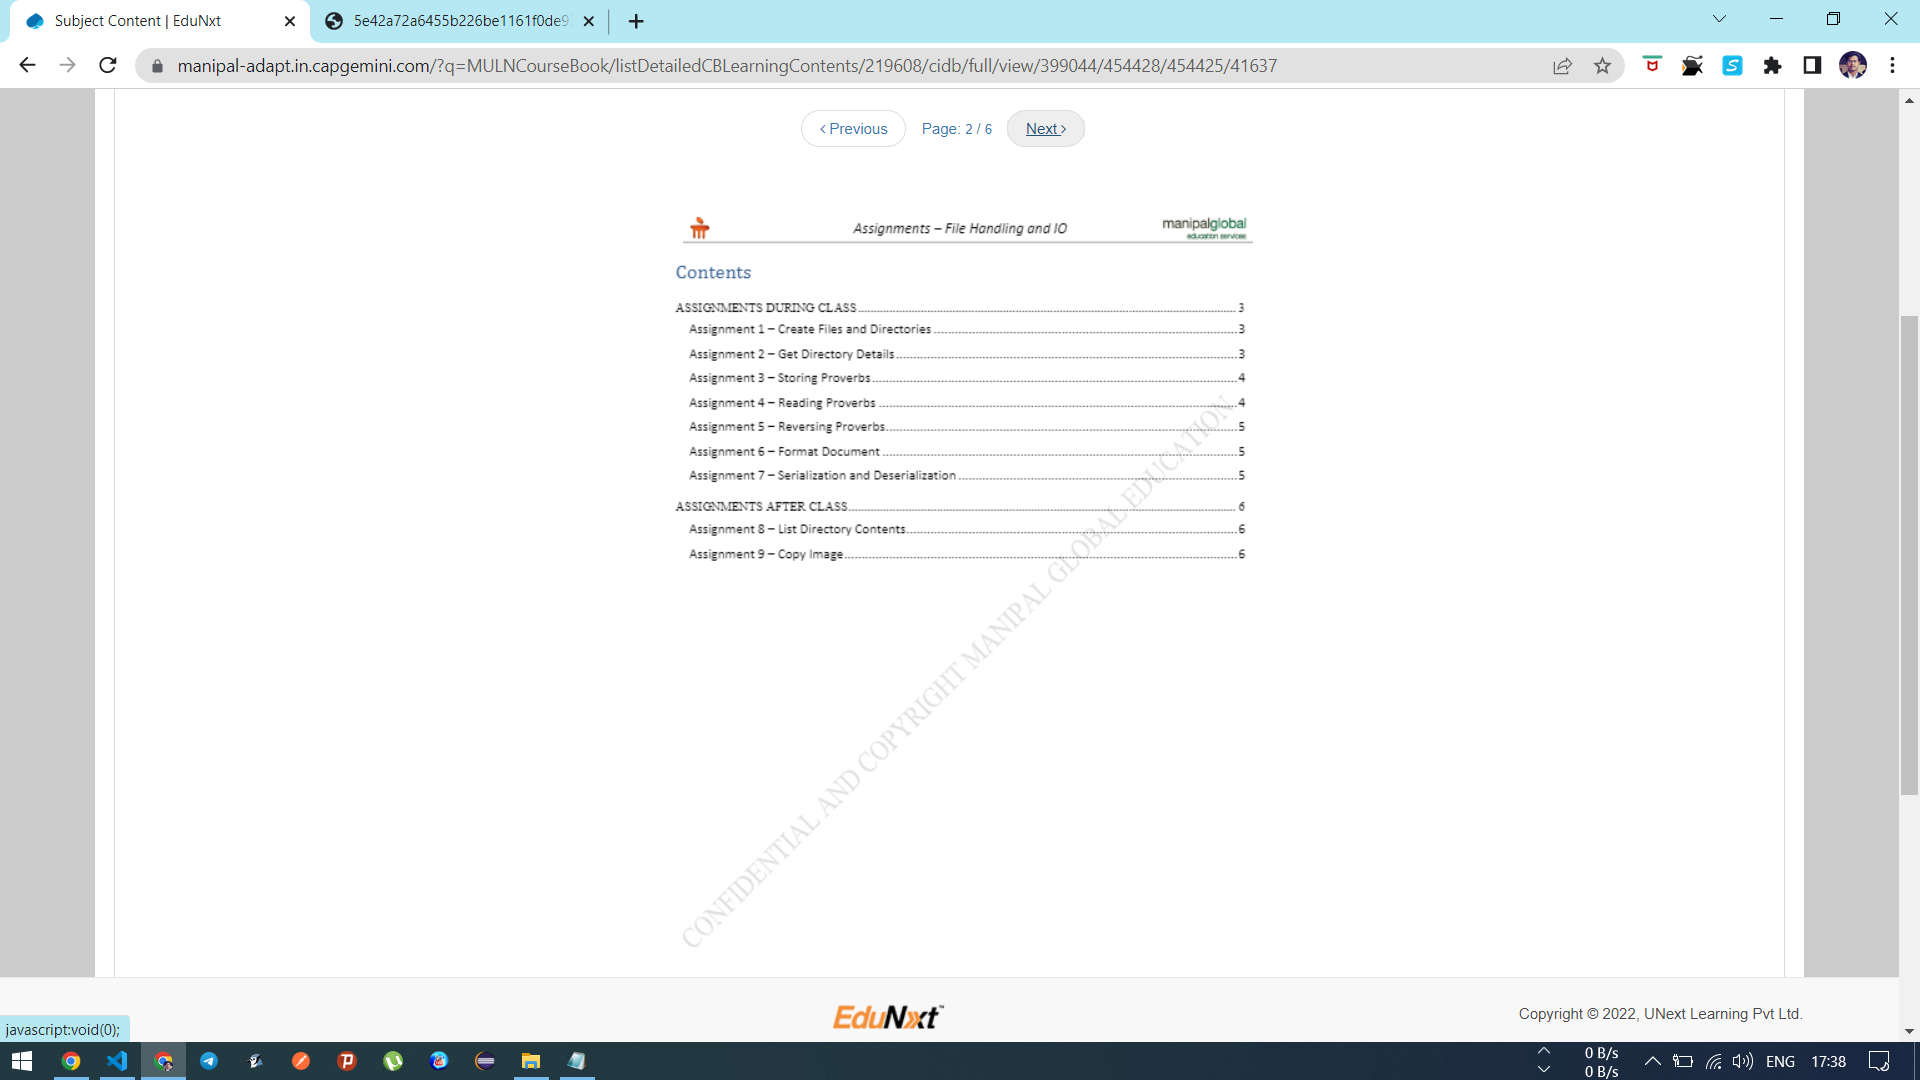 Subject Content | EduNxt
5e42a72a6455b226be1161f0de9
manipal-adapt.in.capgemini.com/?q=MULNCourseBook/listDetailedCBLearningContents/219608/cidb/full/view/399044/454428/454425/41637
‹ Previous Page: 2 / 6 Next ›
Assignments – File Handling and IO
manipalglobal
education services
Contents
ASSIGNMENTS DURING CLASS 3
Assignment 1 – Create Files and Directories 3
Assignment 2 – Get Directory Details 3
Assignment 3 – Storing Proverbs 4
Assignment 4 – Reading Proverbs 4
Assignment 5 – Reversing Proverbs 5
Assignment 6 – Format Document 5
Assignment 7 – Serialization and Deserialization 5
ASSIGNMENTS AFTER CLASS 6
Assignment 8 – List Directory Contents 6
Assignment 9 – Copy Image 6
CONFIDENTIAL AND COPYRIGHT MANIPAL GLOBAL EDUCATION
EduNxt™
Copyright © 2022, UNext Learning Pvt Ltd.
javascript:void(0);
0 B/s
0 B/s
ENG 17:38